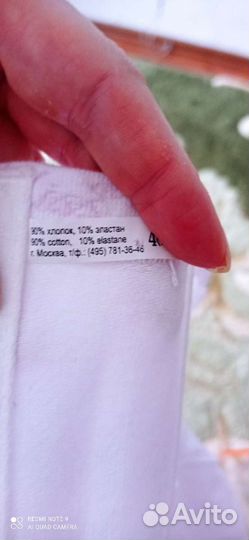 90% хлопок, 10% эластан
90% cotton, 10% elastane
г. Москва, т/ф.: (495) 781-36-46
REDMI NOTE 9
AI QUAD CAMERA
Avito